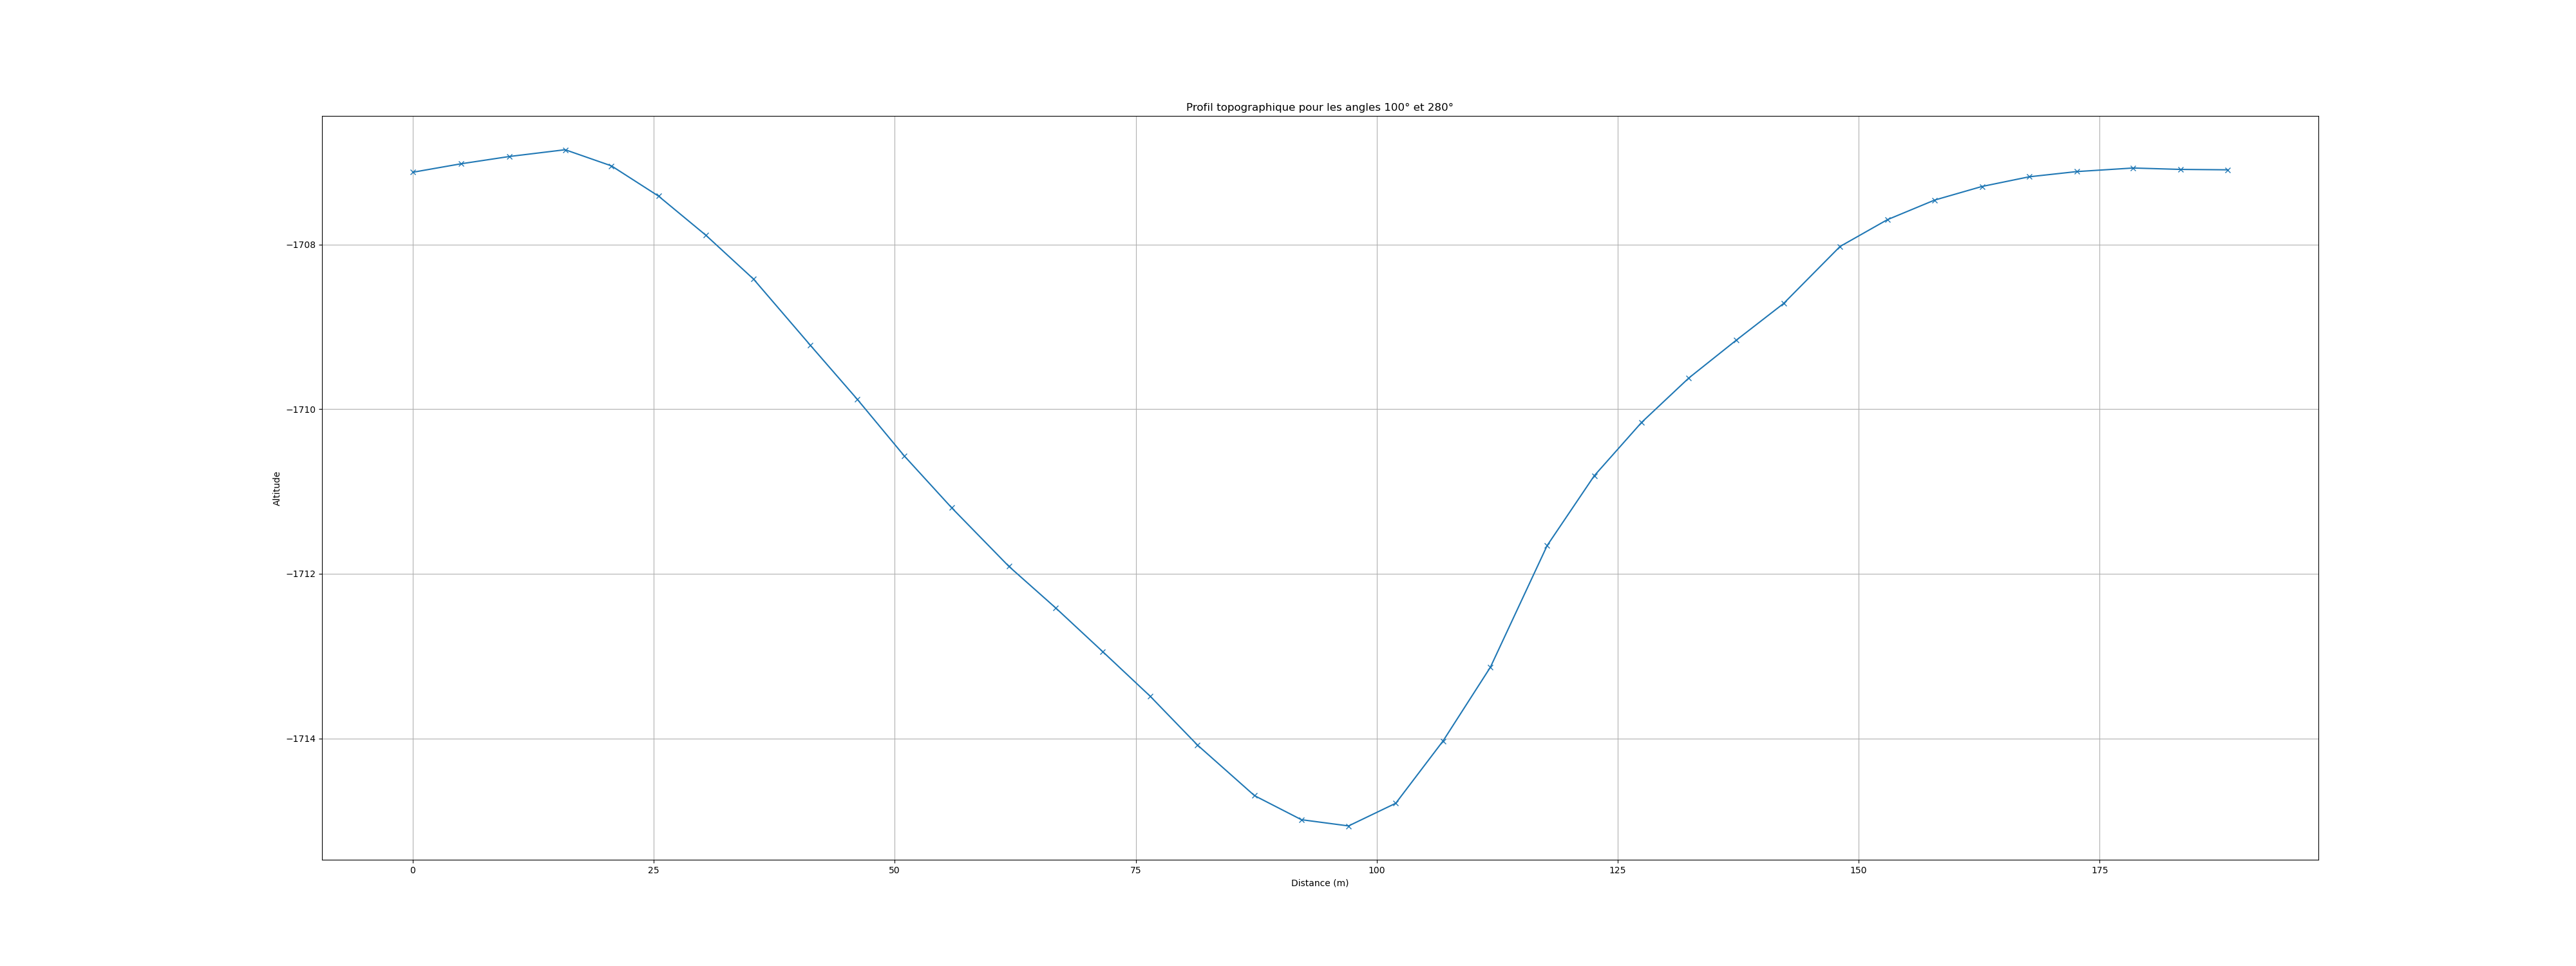 Profil topographique pour les angles 100° et 280°
Altitude
−1708
−1710
−1712
−1714
0 25 50 75 100 125 150 175
Distance (m)